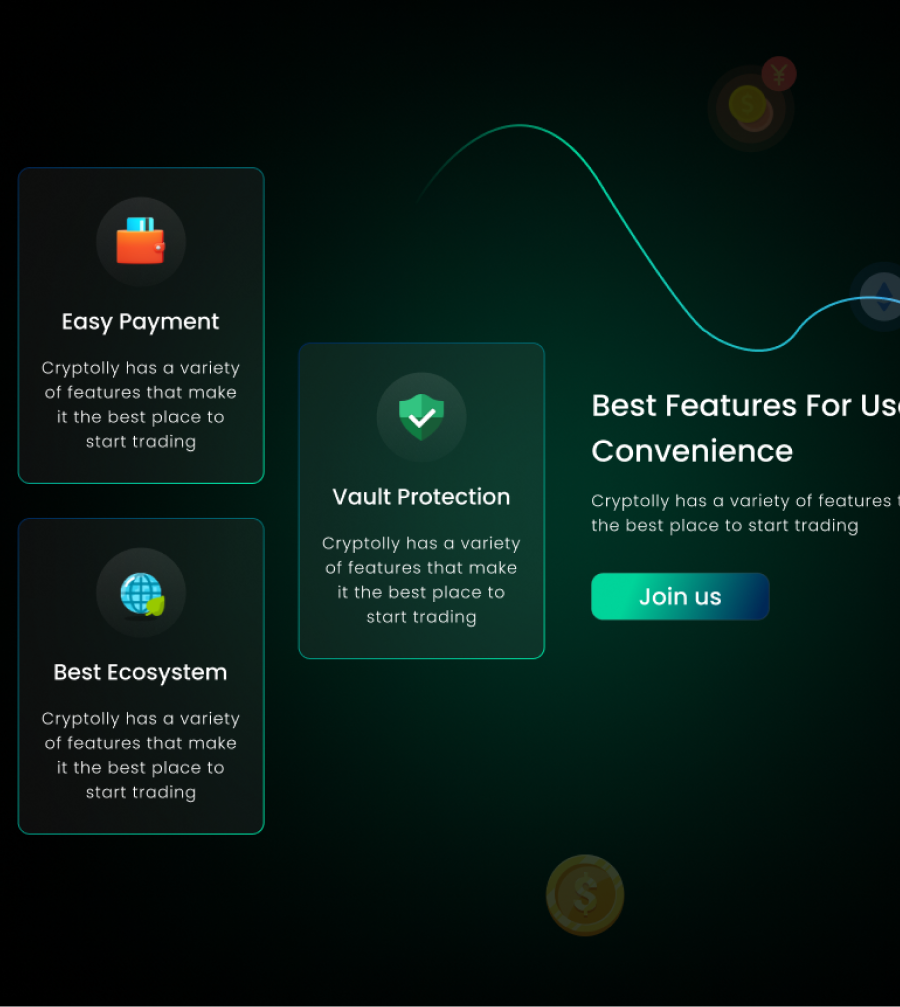 Easy Payment
Cryptolly has a variety
of features that make
it the best place to
start trading
Best Ecosystem
Cryptolly has a variety
of features that make
it the best place to
start trading
Vault Protection
Cryptolly has a variety
of features that make
it the best place to
start trading
Best Features For
Convenience
Cryptolly has a variety of features
the best place to start trading
Join us
¥
$
$